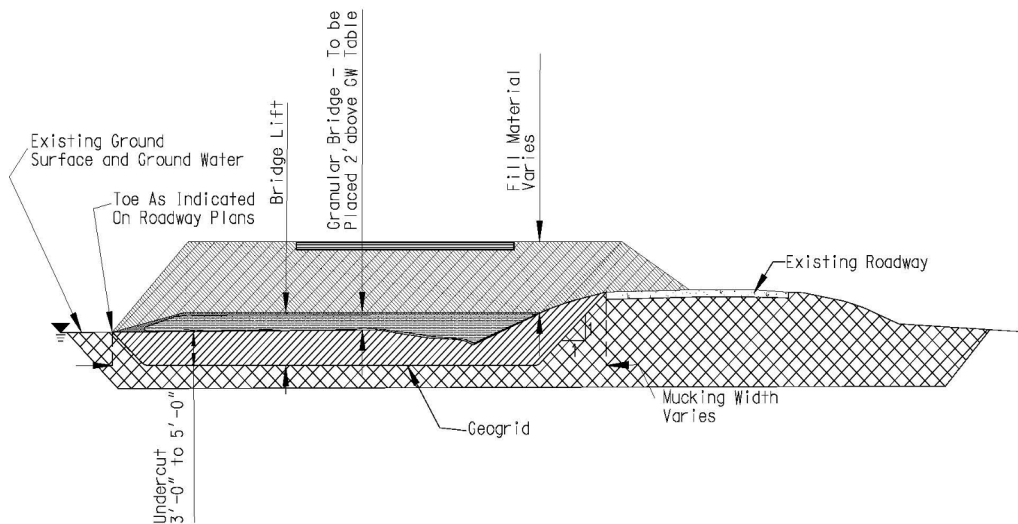 Existing Ground
Surface and Ground Water
Toe As Indicated
On Roadway Plans
Bridge Lift
Granular Bridge - To be
Placed 2' above GW Table
Fill Material
Varies
Existing Roadway
1
1
Mucking Width
Varies
Geogrid
Undercut
3'-0" to 5'-0"